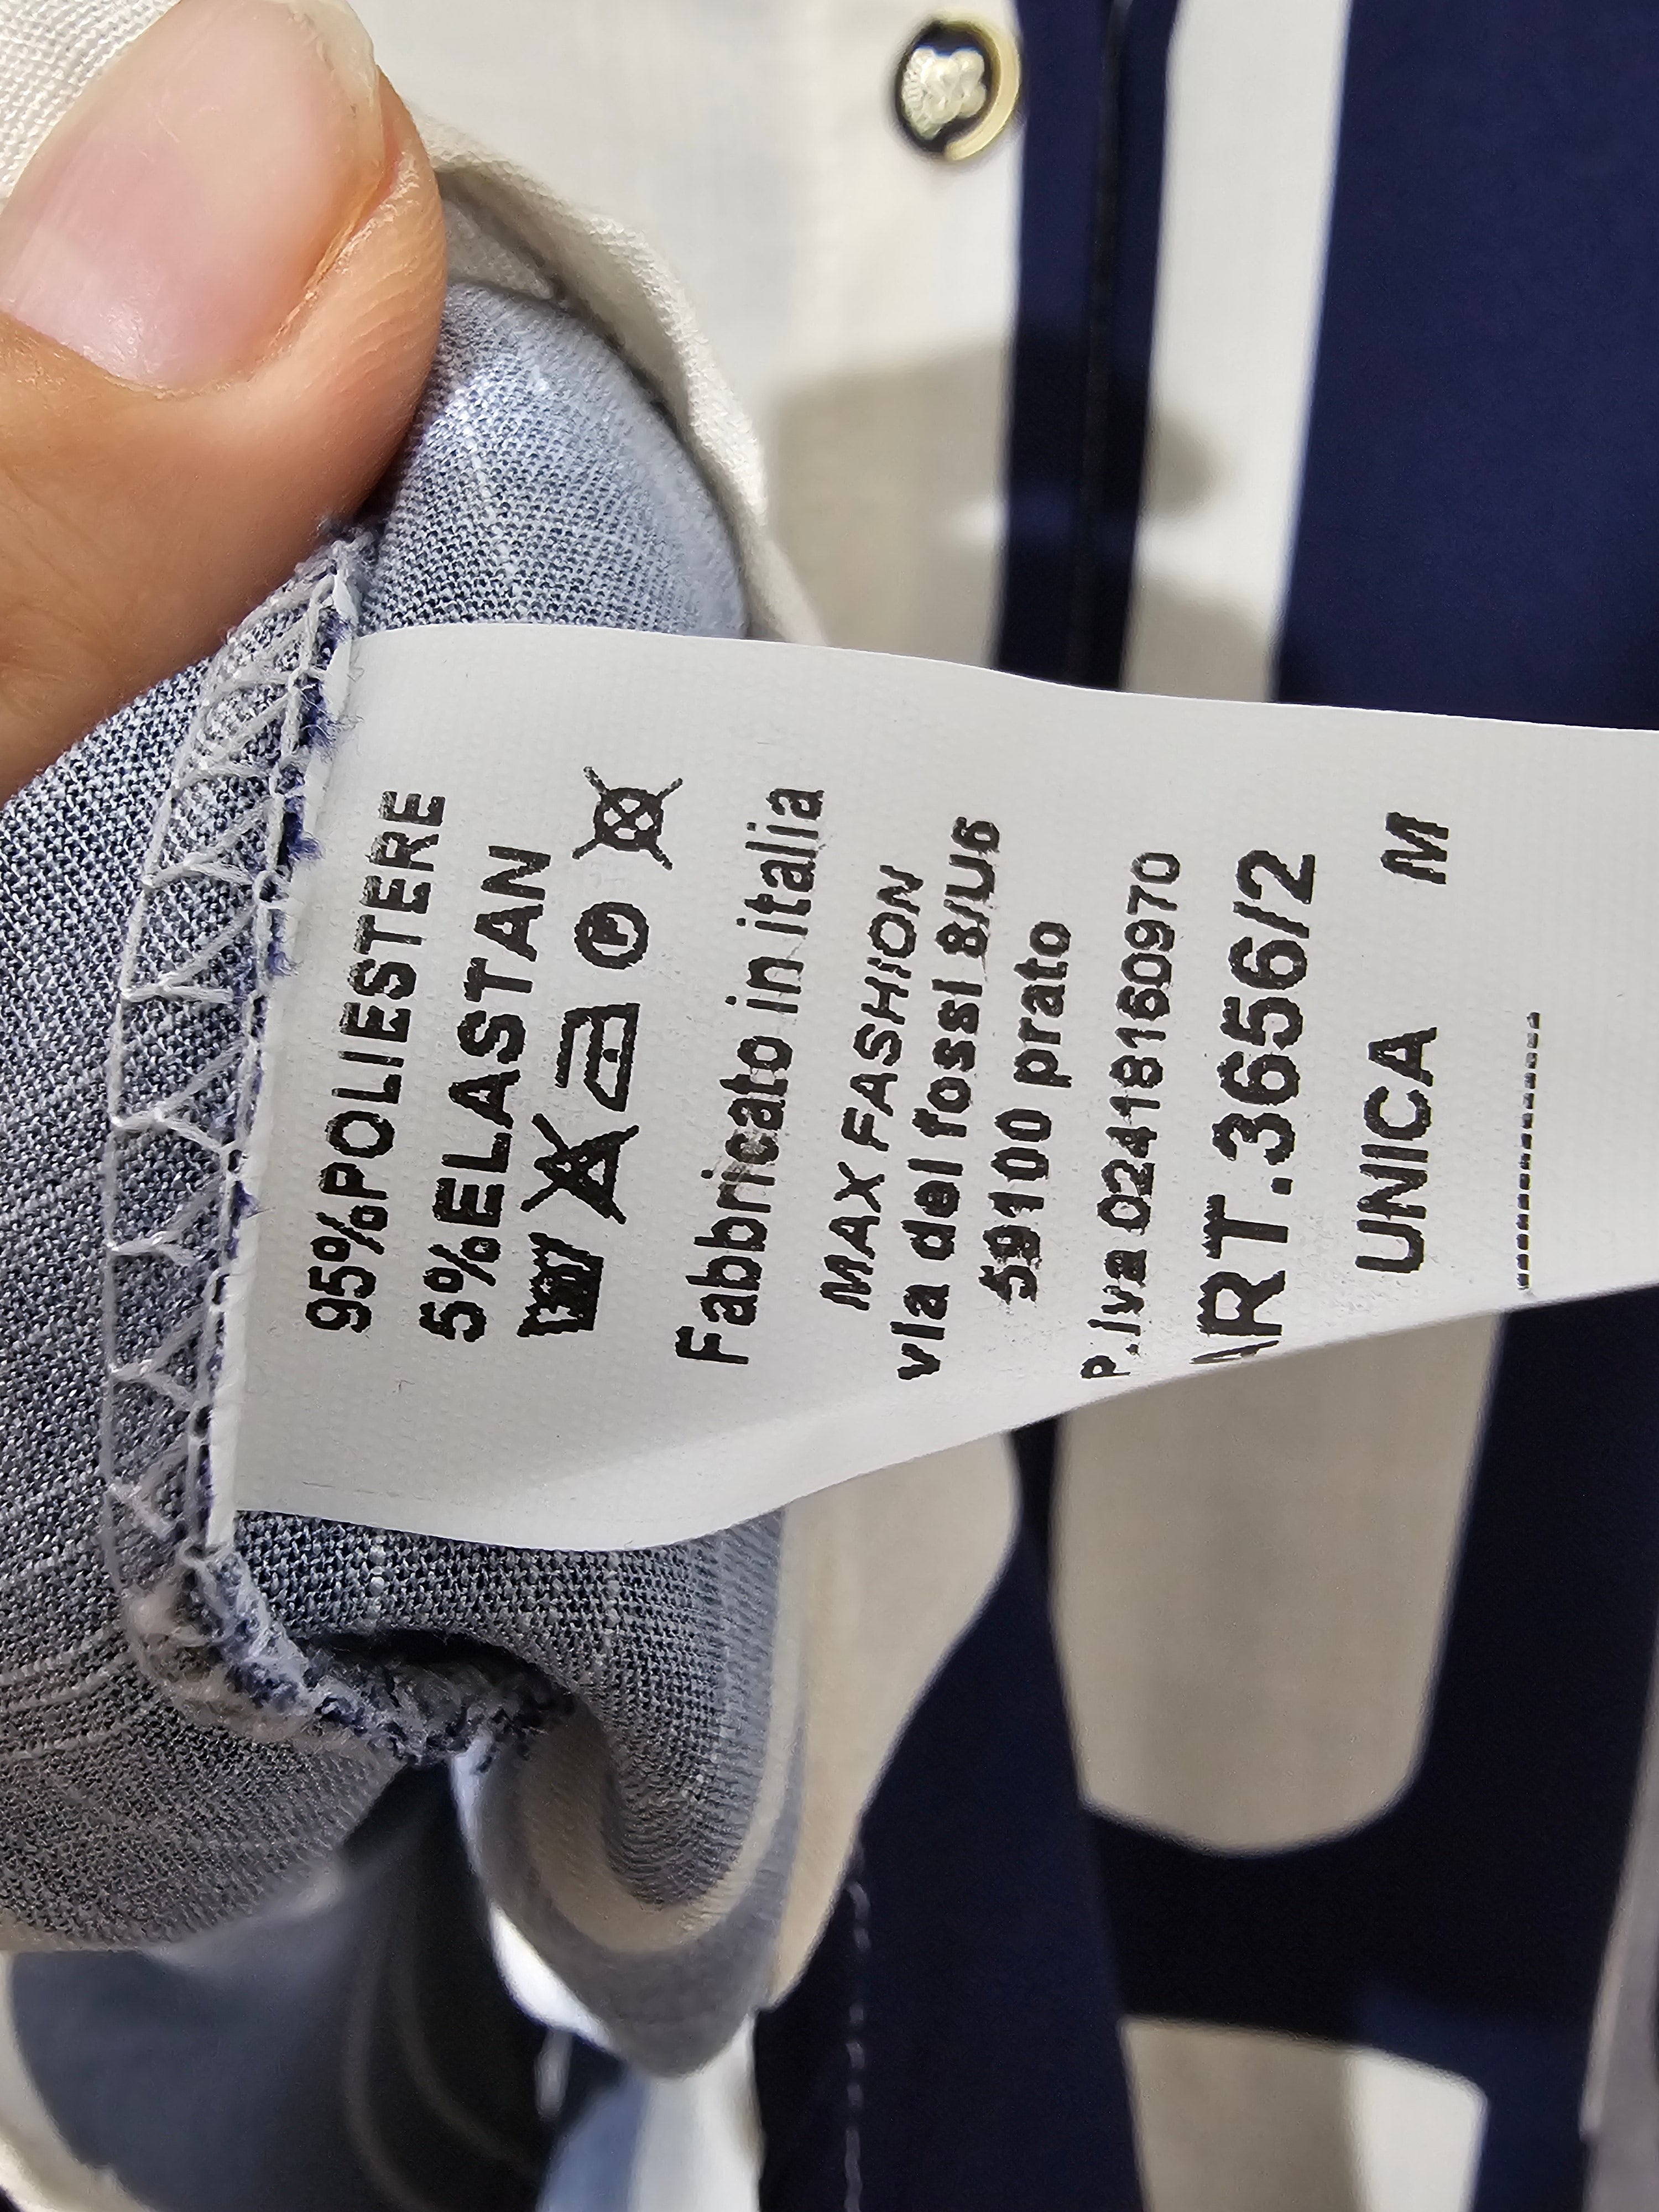 95%POLIESTERE
5%ELASTAN
P
Fabbricato in italia
MAX FASHION
via dei fossi 8/U6
59100 prato
P.Iva 02418160970
ART.3656/2
UNICA M